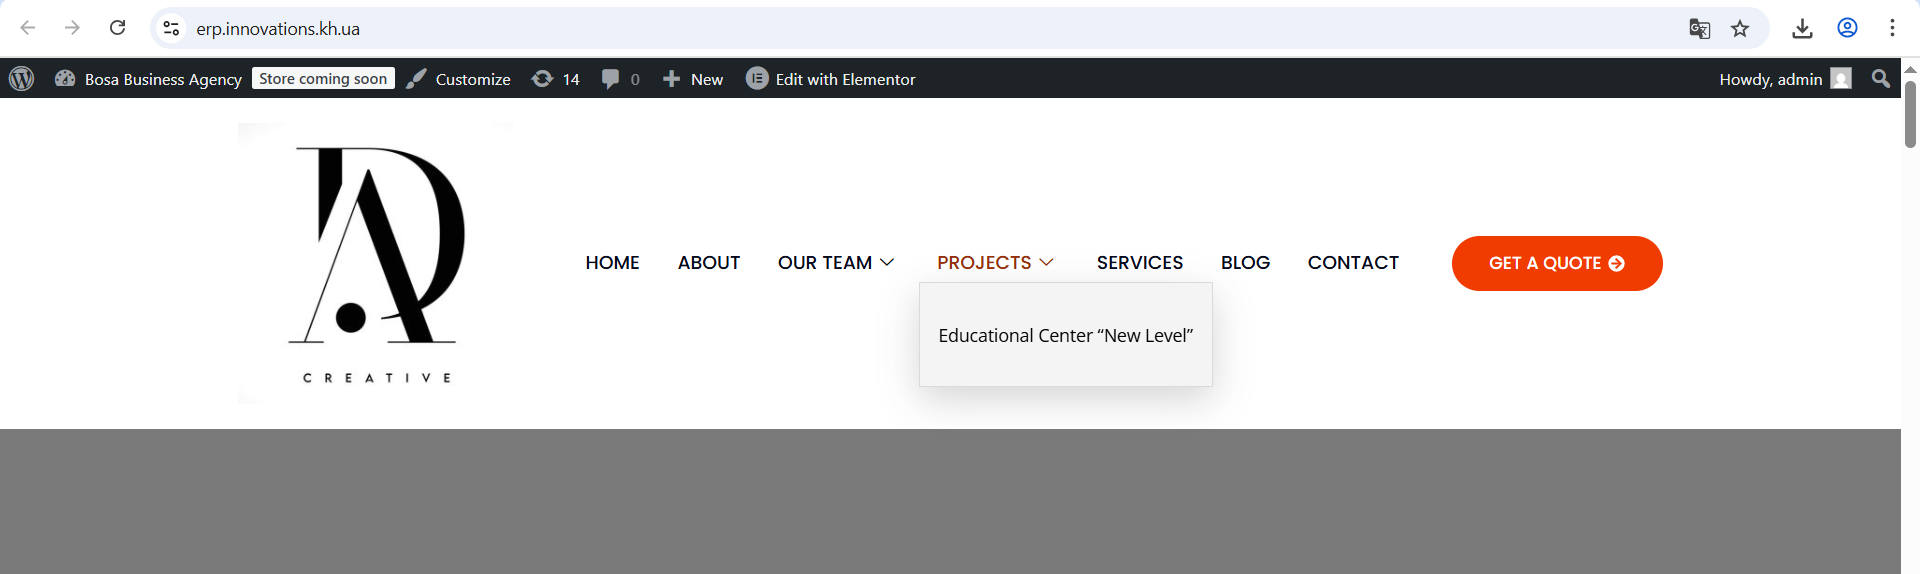 erp.innovations.kh.ua
Bosa Business Agency Store coming soon Customize 14 0 New Edit with Elementor Howdy, admin
DA
CREATIVE
HOME ABOUT OUR TEAM PROJECTS SERVICES BLOG CONTACT GET A QUOTE
Educational Center “New Level”